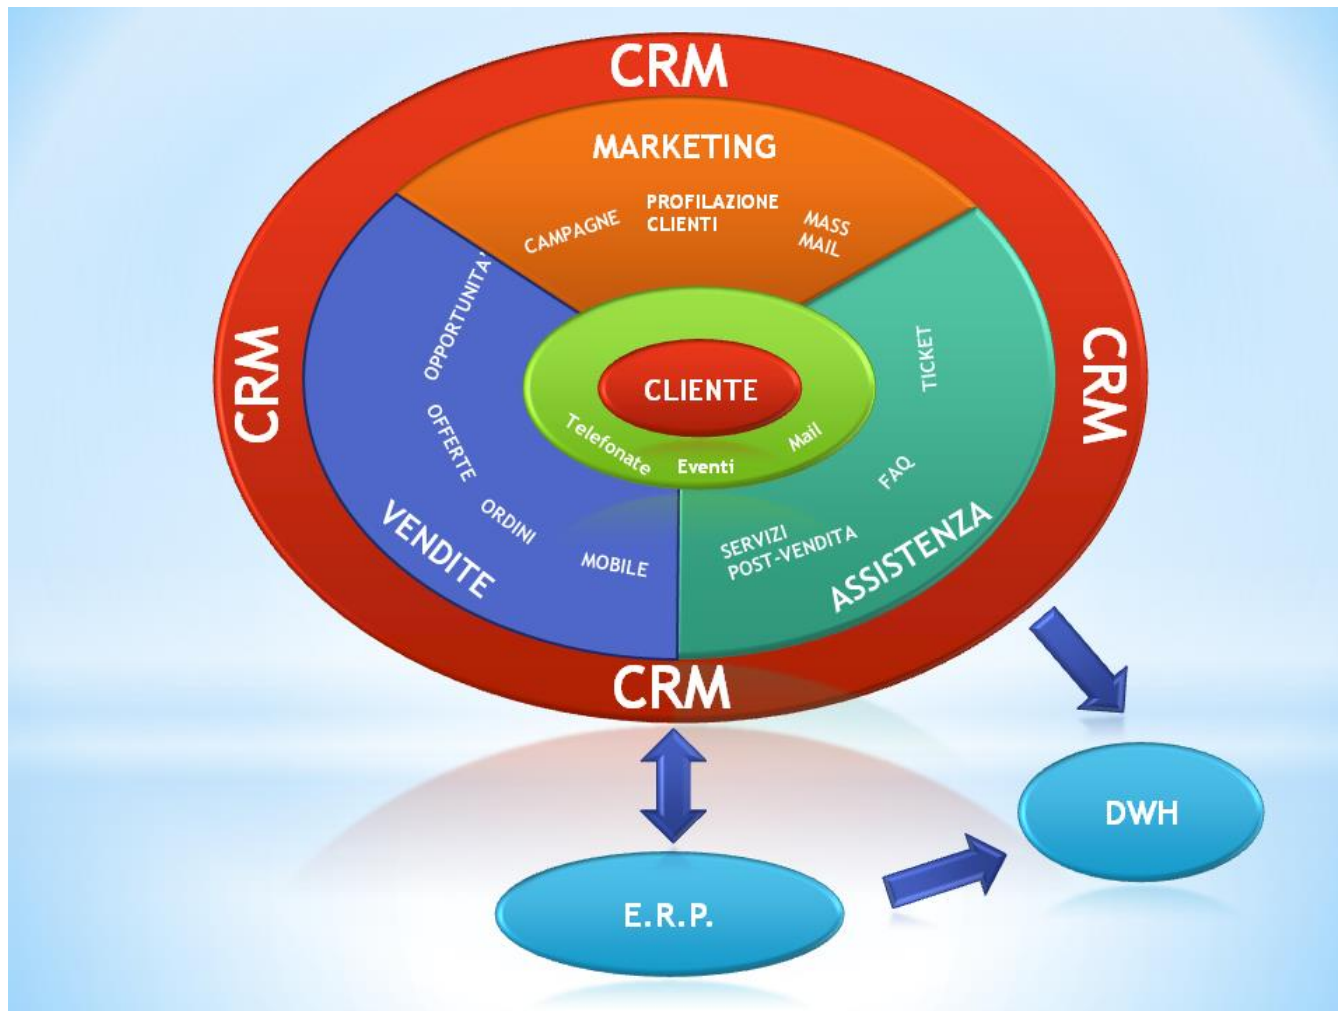 CRM
MARKETING
CAMPAGNE
PROFILAZIONE
CLIENTI
MASS
MAIL
CRM
OPPORTUNITA'
OFFERTE
ORDINI
MOBILE
VENDITE
CLIENTE
Telefonate
Eventi
Mail
TICKET
FAQ
SERVIZI
POST-VENDITA
ASSISTENZA
CRM
CRM
DWH
E.R.P.